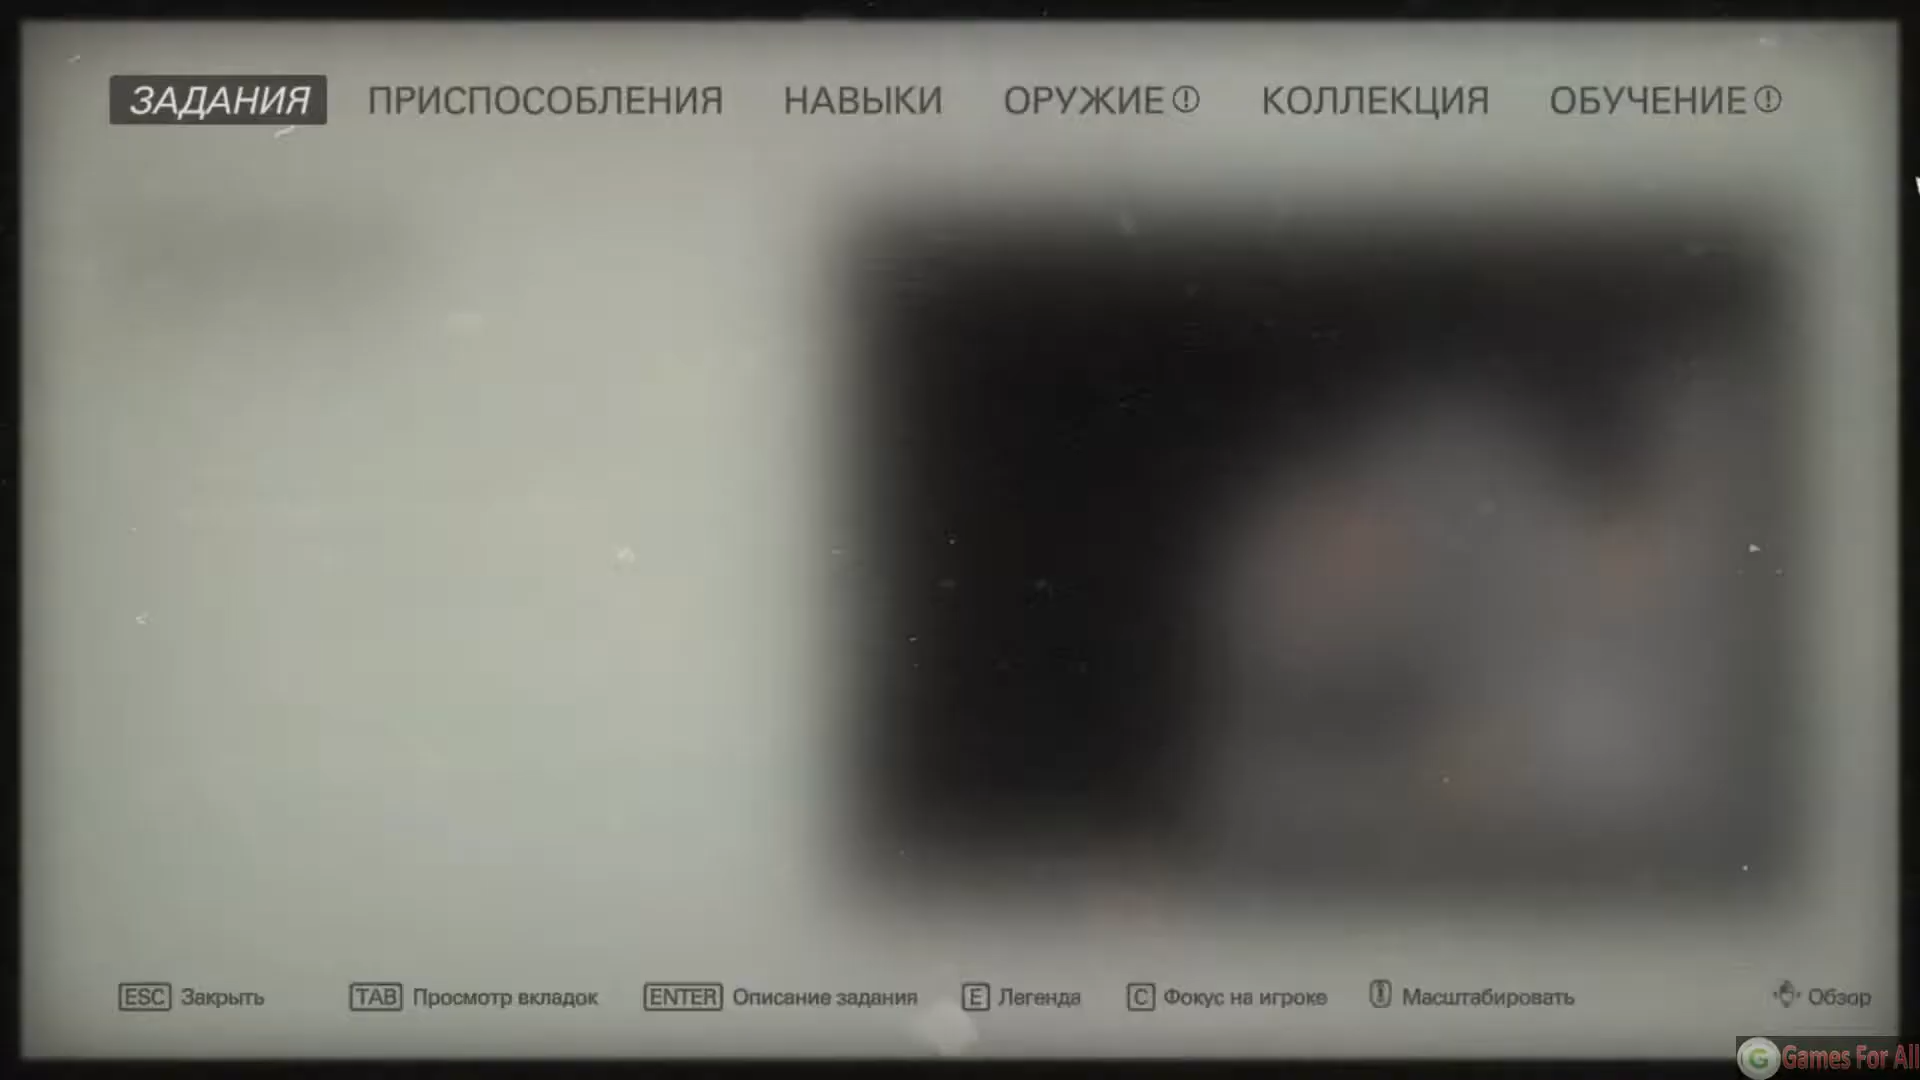 ЗАДАНИЯ ПРИСПОСОБЛЕНИЯ НАВЫКИ ОРУЖИЕ! КОЛЛЕКЦИЯ ОБУЧЕНИЕ!
ESC Закрыть TAB Просмотр вкладок ENTER Описание задания E Легенда C Фокус на игроке Масштабировать Обзор
G Games For All